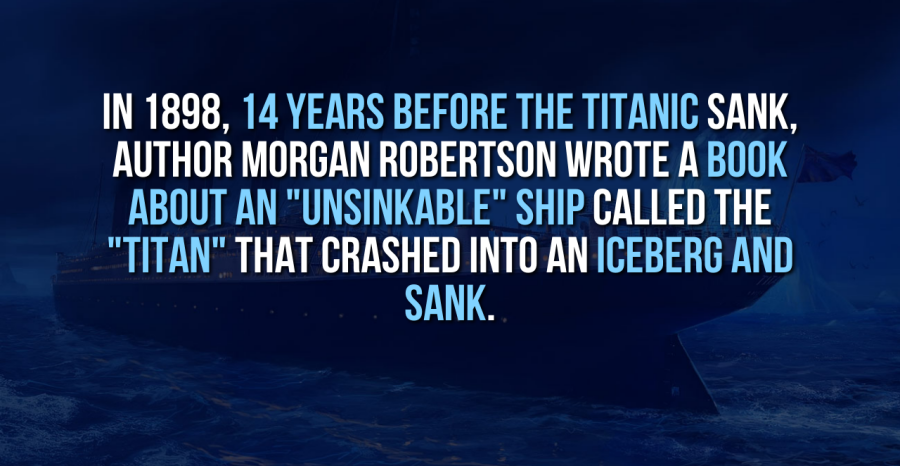 IN 1898, 14 YEARS BEFORE THE TITANIC SANK,
AUTHOR MORGAN ROBERTSON WROTE A BOOK
ABOUT AN "UNSINKABLE" SHIP CALLED THE
"TITAN" THAT CRASHED INTO AN ICEBERG AND
SANK.